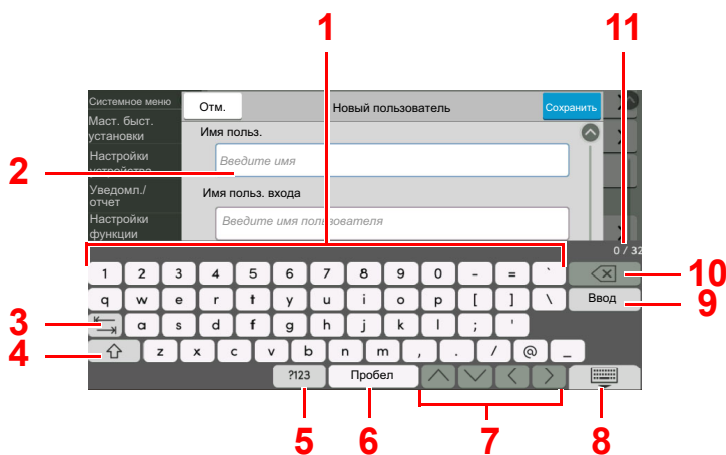 1
11
Системное меню
Отм.
Новый пользователь
Сохранить
Маст. быст.
установки
Имя польз.
Настройки
устройства
2
Введите имя
Уведомл./
отчет
Имя польз. входа
Настройки
функции
Введите имя пользователя
0 / 32
1 2 3 4 5 6 7 8 9 0 - = `
10
q w e r t y u i o p [ ] \
Ввод
9
3
a s d f g h j k l ; '
4
z x c v b n m , . / @ _
?123
Пробел
5
6
7
8